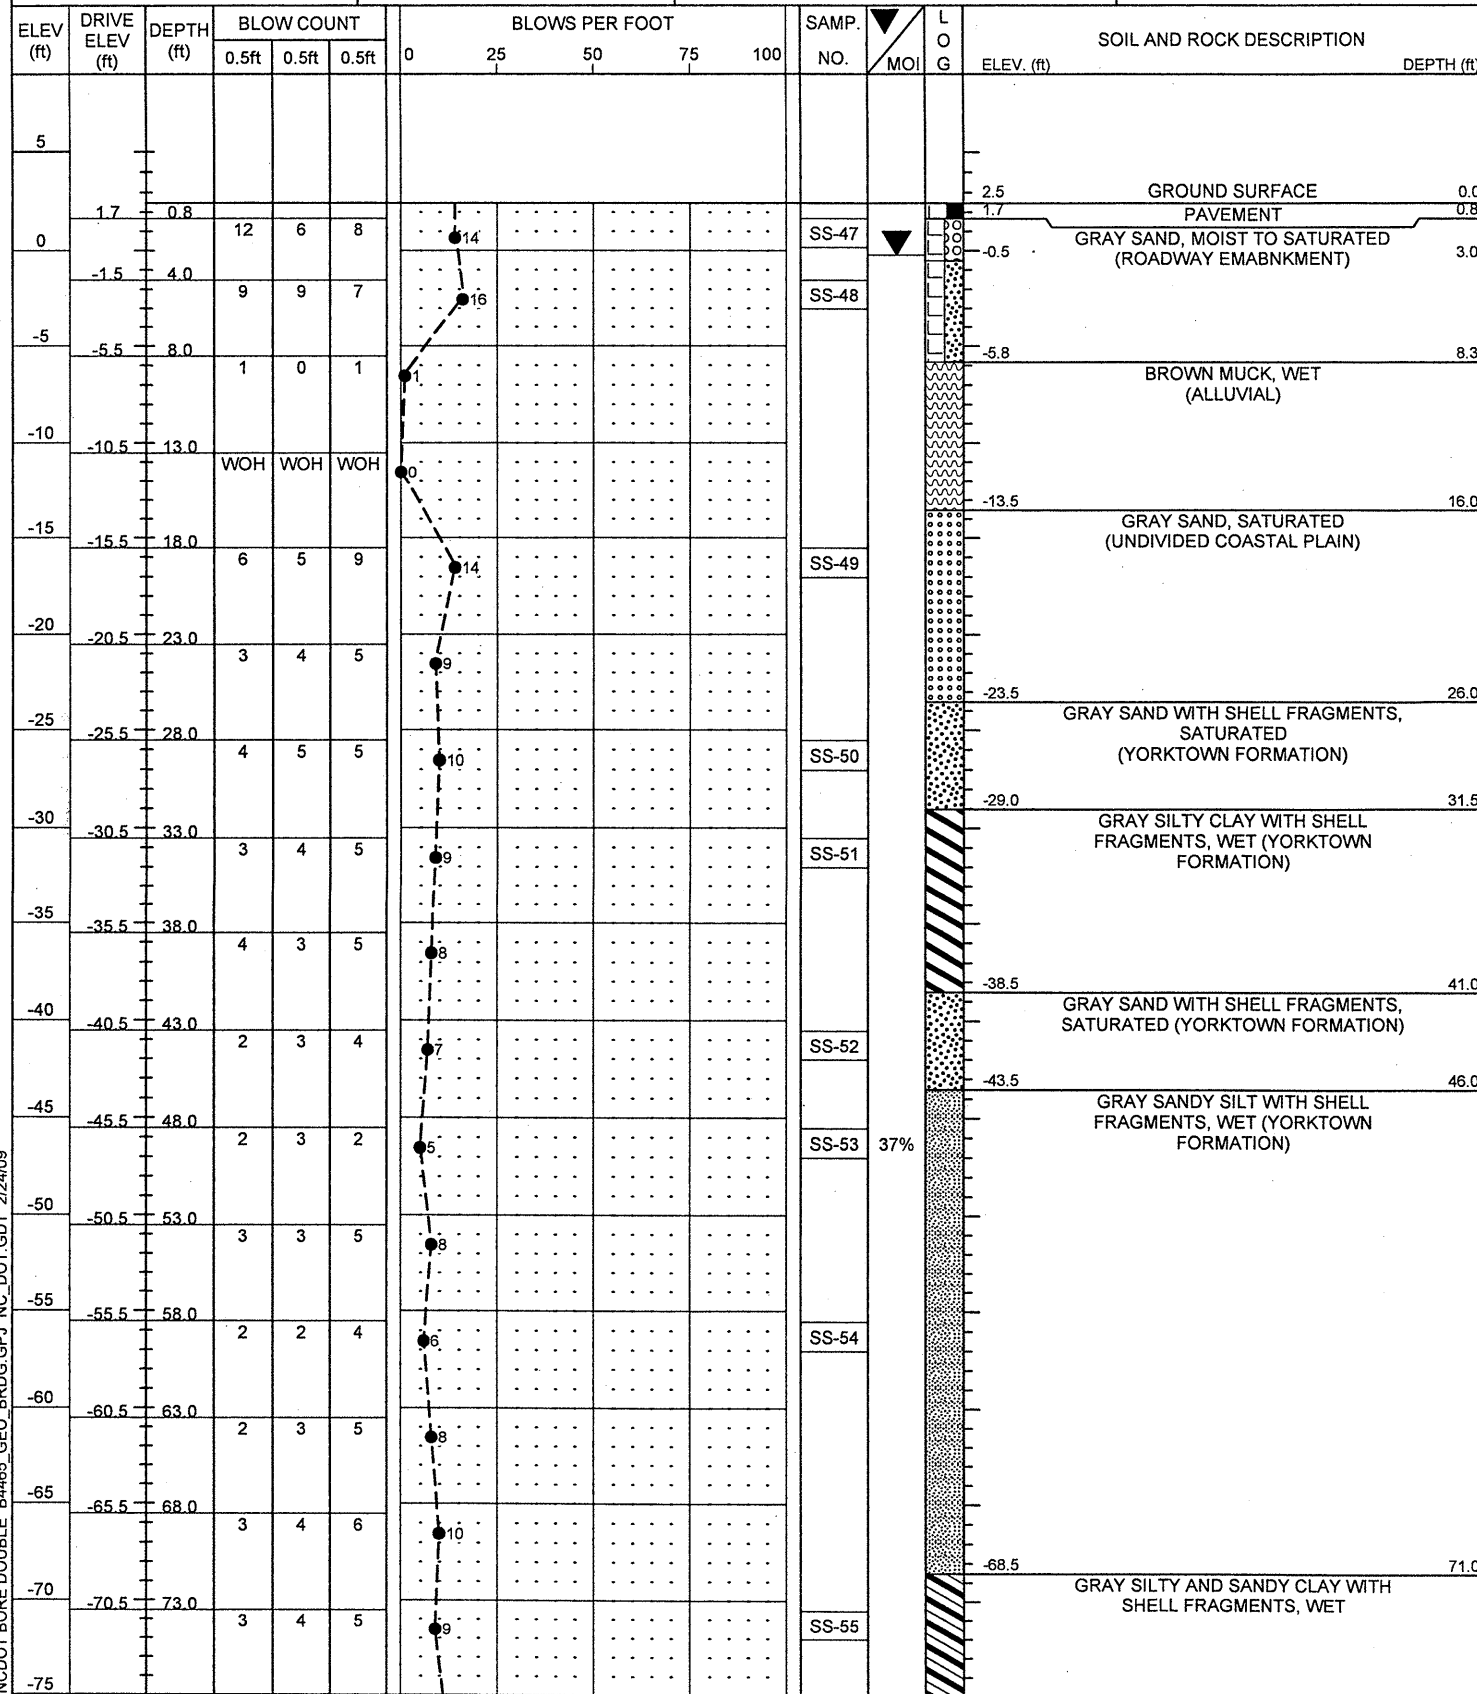 ELEV (ft) DRIVE ELEV (ft) DEPTH (ft) BLOW COUNT BLOWS PER FOOT SAMP. NO. MOI L O G SOIL AND ROCK DESCRIPTION
0.5ft 0.5ft 0.5ft 0 25 50 75 100 ELEV. (ft) DEPTH (ft)
5
2.5 GROUND SURFACE 0.0
1.7 0.8 1.7 PAVEMENT 0.8
12 6 8 14 SS-47 GRAY SAND, MOIST TO SATURATED
0 -0.5 (ROADWAY EMABNKMENT) 3.0
-1.5 4.0
9 9 7 16 SS-48
-5
-5.5 8.0 -5.8 8.3
1 0 1 1 BROWN MUCK, WET
(ALLUVIAL)
-10
-10.5 13.0
WOH WOH WOH 0
-13.5 16.0
-15 GRAY SAND, SATURATED
-15.5 18.0 (UNDIVIDED COASTAL PLAIN)
6 5 9 14 SS-49
-20
-20.5 23.0
3 4 5 9
-23.5 26.0
-25 GRAY SAND WITH SHELL FRAGMENTS,
-25.5 28.0 SATURATED
4 5 5 10 SS-50 (YORKTOWN FORMATION)
-29.0 31.5
-30 GRAY SILTY CLAY WITH SHELL
-30.5 33.0 FRAGMENTS, WET (YORKTOWN
3 4 5 9 SS-51 FORMATION)
-35
-35.5 38.0
4 3 5 8
-38.5 41.0
-40 GRAY SAND WITH SHELL FRAGMENTS,
-40.5 43.0 SATURATED (YORKTOWN FORMATION)
2 3 4 7 SS-52
-43.5 46.0
-45 GRAY SANDY SILT WITH SHELL
-45.5 48.0 FRAGMENTS, WET (YORKTOWN
2 3 2 5 SS-53 37% FORMATION)
-50
-50.5 53.0
3 3 5 8
-55
-55.5 58.0
2 2 4 6 SS-54
-60
-60.5 63.0
2 3 5 8
-65
-65.5 68.0
3 4 6 10
-68.5 71.0
-70 GRAY SILTY AND SANDY CLAY WITH
-70.5 73.0 SHELL FRAGMENTS, WET
3 4 5 9 SS-55
-75
NCDOT BORE DOUBLE B4465_GEO_BRDG.GPJ NC_DOT.GDT 2/24/09